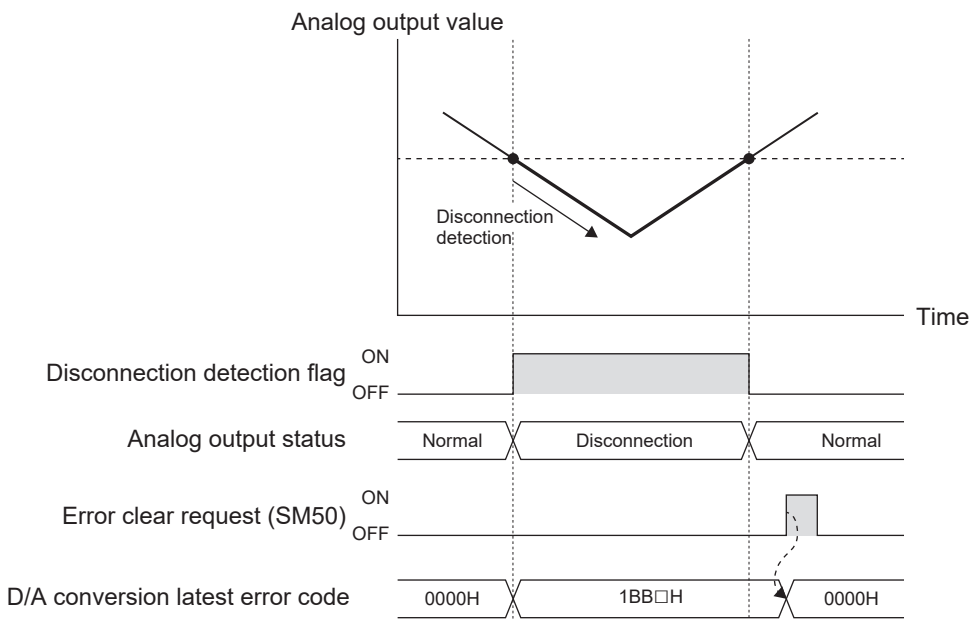 Analog output value
Disconnection
detection
Time
Disconnection detection flag
ON
OFF
Analog output status
Normal
Disconnection
Normal
Error clear request (SM50)
ON
OFF
D/A conversion latest error code
0000H
1BB□H
0000H